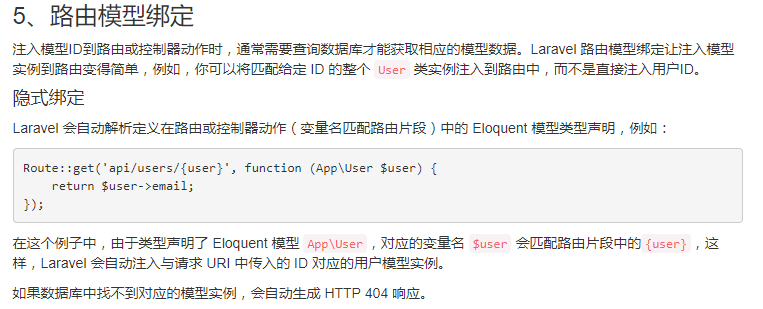 5、路由模型绑定
注入模型ID到路由或控制器动作时，通常需要查询数据库才能获取相应的模型数据。Laravel 路由模型绑定让注入模型
实例到路由变得简单，例如，你可以将匹配给定 ID 的整个 User 类实例注入到路由中，而不是直接注入用户ID。
隐式绑定
Laravel 会自动解析定义在路由或控制器动作（变量名匹配路由片段）中的 Eloquent 模型类型声明，例如：
Route::get('api/users/{user}', function (App\User $user) {
    return $user->email;
});
在这个例子中，由于类型声明了 Eloquent 模型 App\User，对应的变量名 $user 会匹配路由片段中的 {user}，这
样，Laravel 会自动注入与请求 URI 中传入的 ID 对应的用户模型实例。
如果数据库中找不到对应的模型实例，会自动生成 HTTP 404 响应。